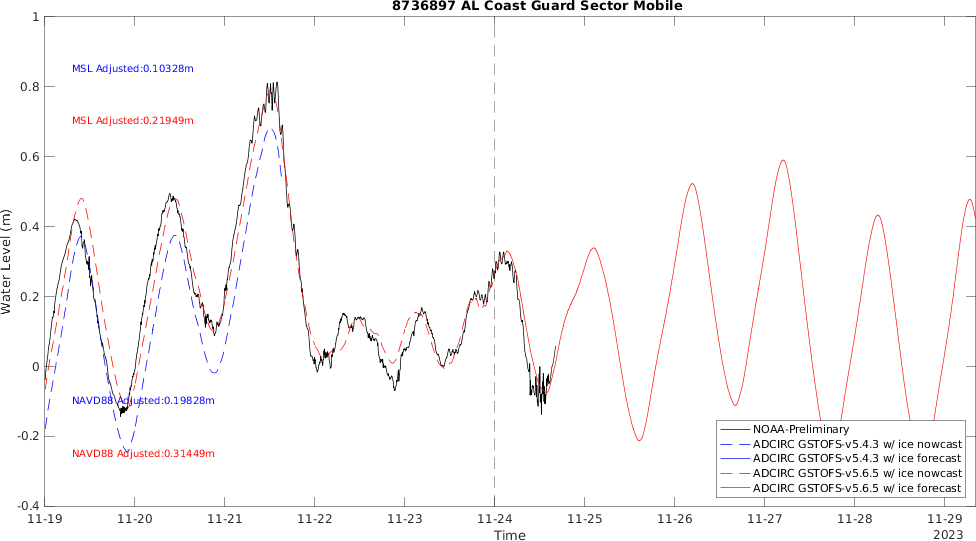 8736897 AL Coast Guard Sector Mobile
1
0.8
0.6
0.4
0.2
0
-0.2
-0.4
Water Level (m)
MSL Adjusted:0.10328m
MSL Adjusted:0.21949m
NAVD88 Adjusted:0.19828m
NAVD88 Adjusted:0.31449m
NOAA-Preliminary
ADCIRC GSTOFS-v5.4.3 w/ ice nowcast
ADCIRC GSTOFS-v5.4.3 w/ ice forecast
ADCIRC GSTOFS-v5.6.5 w/ ice nowcast
ADCIRC GSTOFS-v5.6.5 w/ ice forecast
11-19 11-20 11-21 11-22 11-23 11-24 11-25 11-26 11-27 11-28 11-29
Time
2023